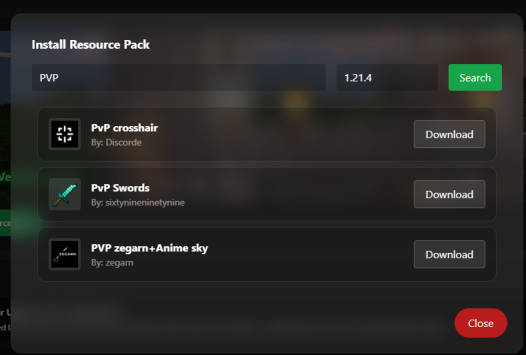 Install Resource Pack
PVP
1.21.4
Search
PvP crosshair
By: Discorde
Download
PvP Swords
By: sixtynineninetynine
Download
ZEGARN
PVP zegarn+Anime sky
By: zegarn
Download
Close